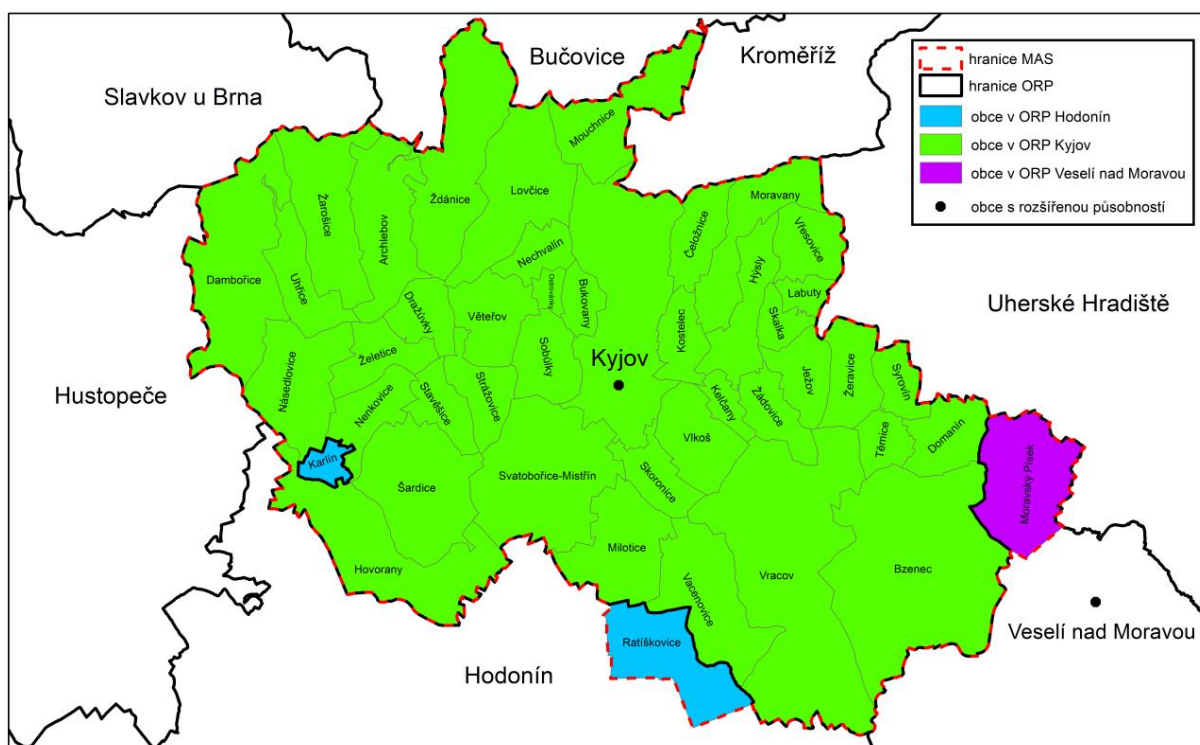 Bučovice
Kroměříž
Slavkov u Brna
hranice MAS
hranice ORP
obce v ORP Hodonín
obce v ORP Kyjov
obce v ORP Veselí nad Moravou
obce s rozšířenou působností
Mouchnice
Lovčice
Ždánice
Žarošice
Archlebov
Moravany
Čeložnice
Vřesovice
Nechvalín
Hýsly
Dambořice
Uhřice
Ostrovánky
Bukovany
Labuty
Uherské Hradiště
Dražůvky
Věteřov
Kostelec
Skalka
Kyjov
Želetice
Sobůlky
Ježov
Žeravice
Syrovín
Hustopeče
Násedlovice
Nenkovice
Stavěšice
Strážovice
Kelčany
Žádovice
Vlkoš
Těmice
Domanín
Karlín
Šardice
Svatobořice-Mistřín
Skoronice
Moravský Písek
Milotice
Hovorany
Vacenovice
Vracov
Bzenec
Ratíškovice
Veselí nad Moravou
Hodonín